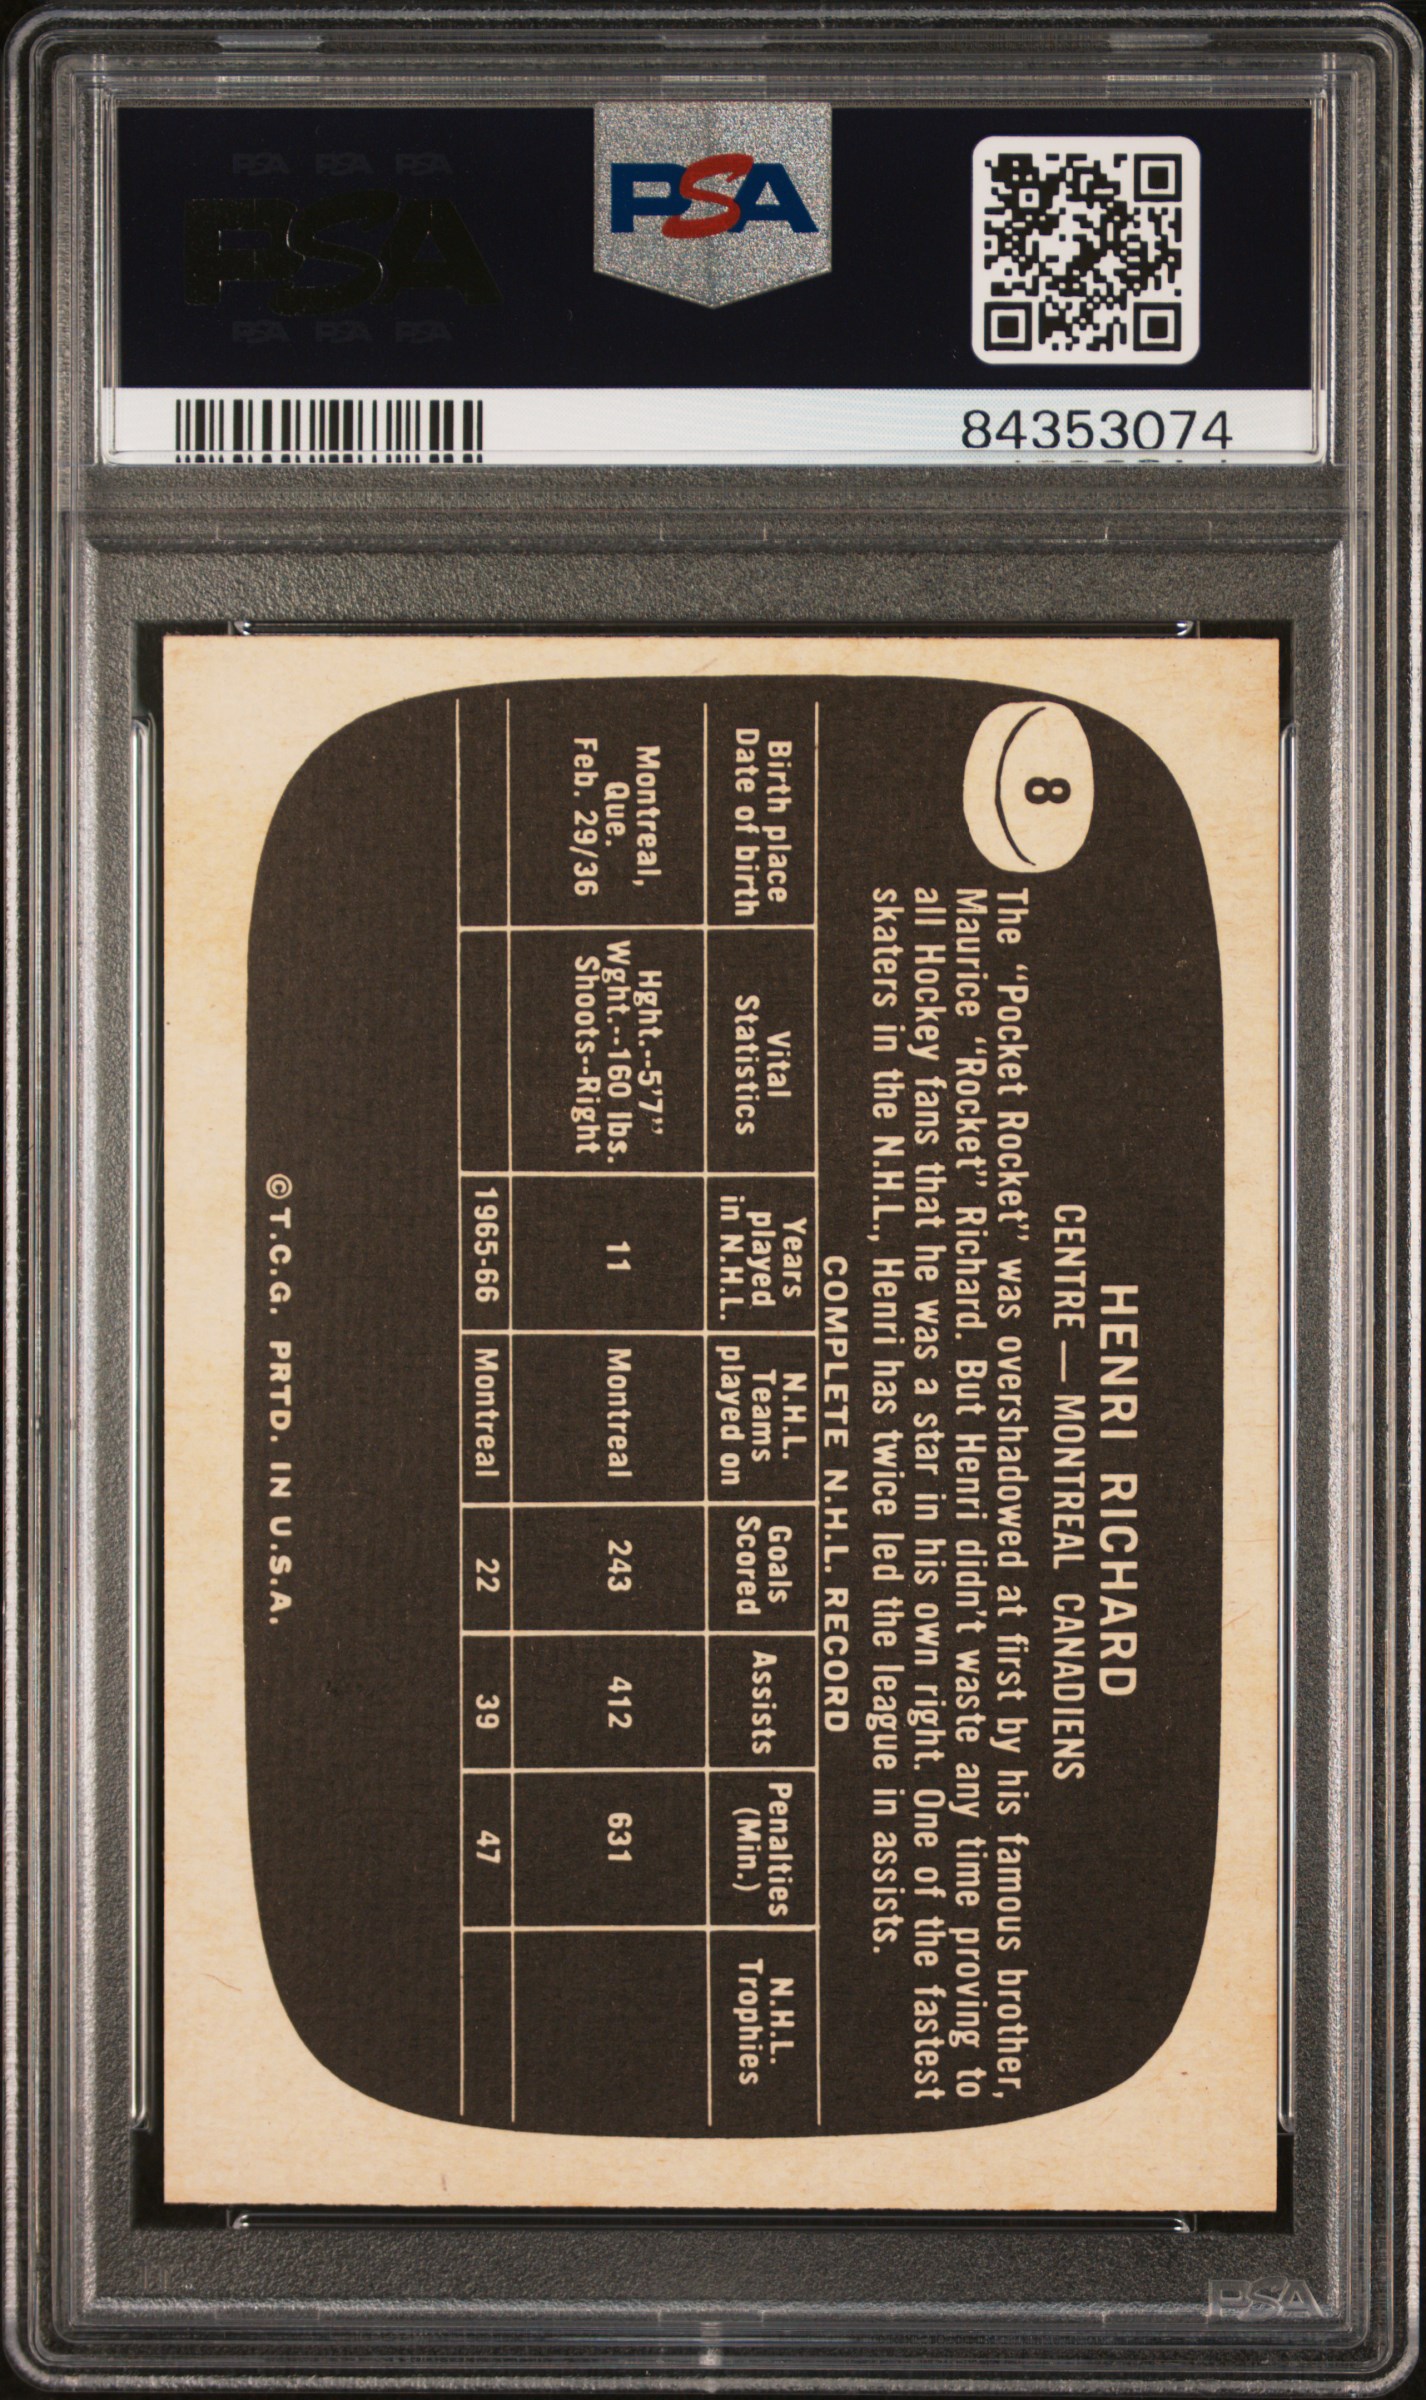 PSA PSA PSA
PSA
PSA PSA PSA
PSA
84353074
8
HENRI RICHARD
CENTRE — MONTREAL CANADIENS
The "Pocket Rocket" was overshadowed at first by his famous brother,
Maurice "Rocket" Richard. But Henri didn't waste any time proving to
all Hockey fans that he was a star in his own right. One of the fastest
skaters in the N.H.L., Henri has twice led the league in assists.
COMPLETE N.H.L. RECORD
Birth place
Date of birth
Vital
Statistics
Years
played
in N.H.L.
N.H.L.
Teams
played on
Goals
Scored
Assists
Penalties
(Min.)
N.H.L.
Trophies
Montreal,
Que.
Feb. 29/36
Hght.--5'7"
Wght.--160 lbs.
Shoots--Right
11
Montreal
243
412
631
1965-66
Montreal
22
39
47
© T.C.G. PRTD. IN U.S.A.
PSA